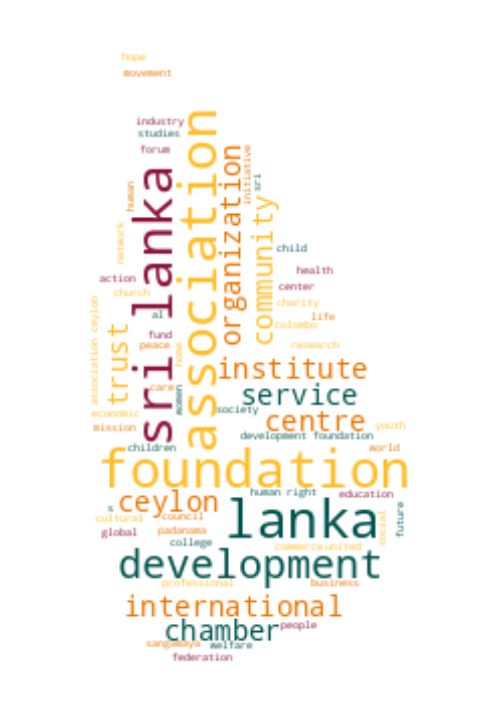 hope
movement
industry
studies
forum
association
sri lanka
organization
initiative
sri
human
community
network
child
action
health
center
church
association ceylon
charity
al
life
colombo
trust
fund
peace
home
research
institute
care
women
service
economic
society
centre
mission
youth
development foundation
children
world
foundation
human right
education
s
ceylon
lanka
future
social
cultural
council
global
padanama
college
commerce
united
development
professional
business
international
chamber
people
sangamaya
welfare
federation